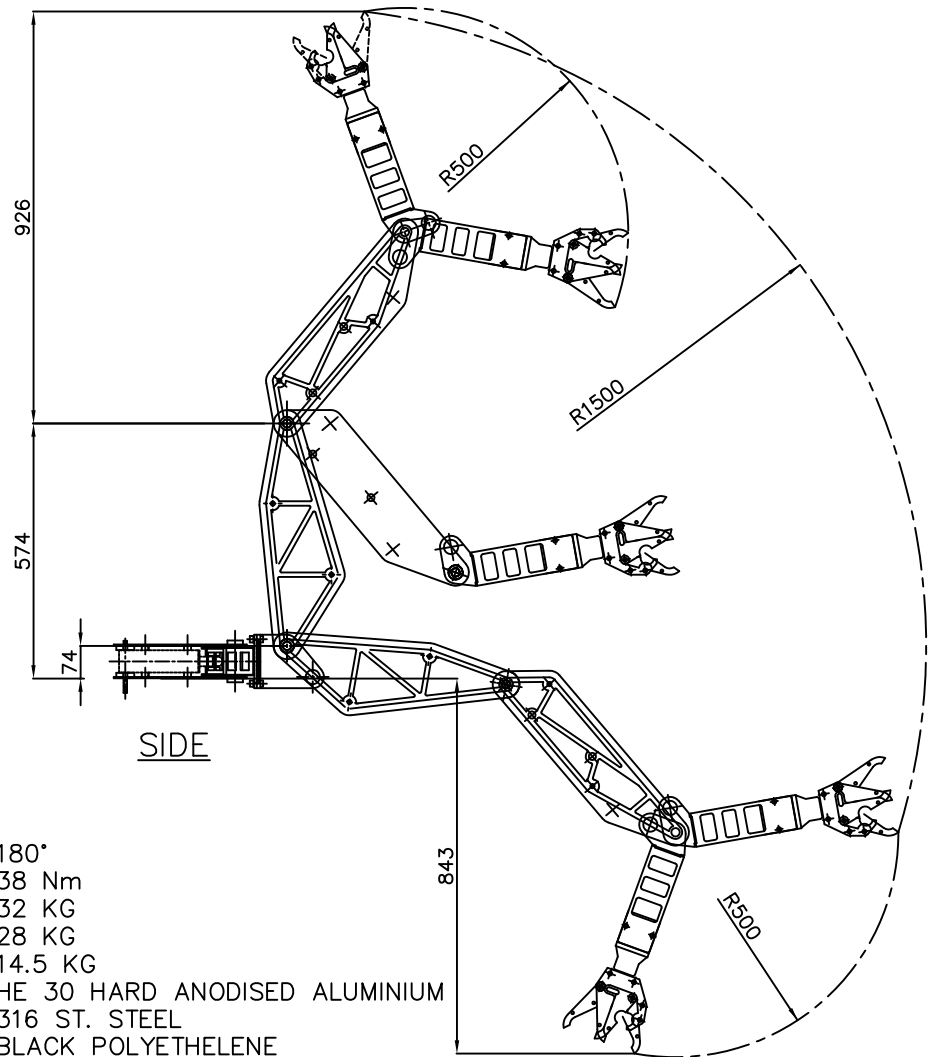 R500
926
R1500
574
74
SIDE
843
R500
180°
38 Nm
32 KG
28 KG
14.5 KG
HE 30 HARD ANODISED ALUMINIUM
316 ST. STEEL
BLACK POLYETHELENE